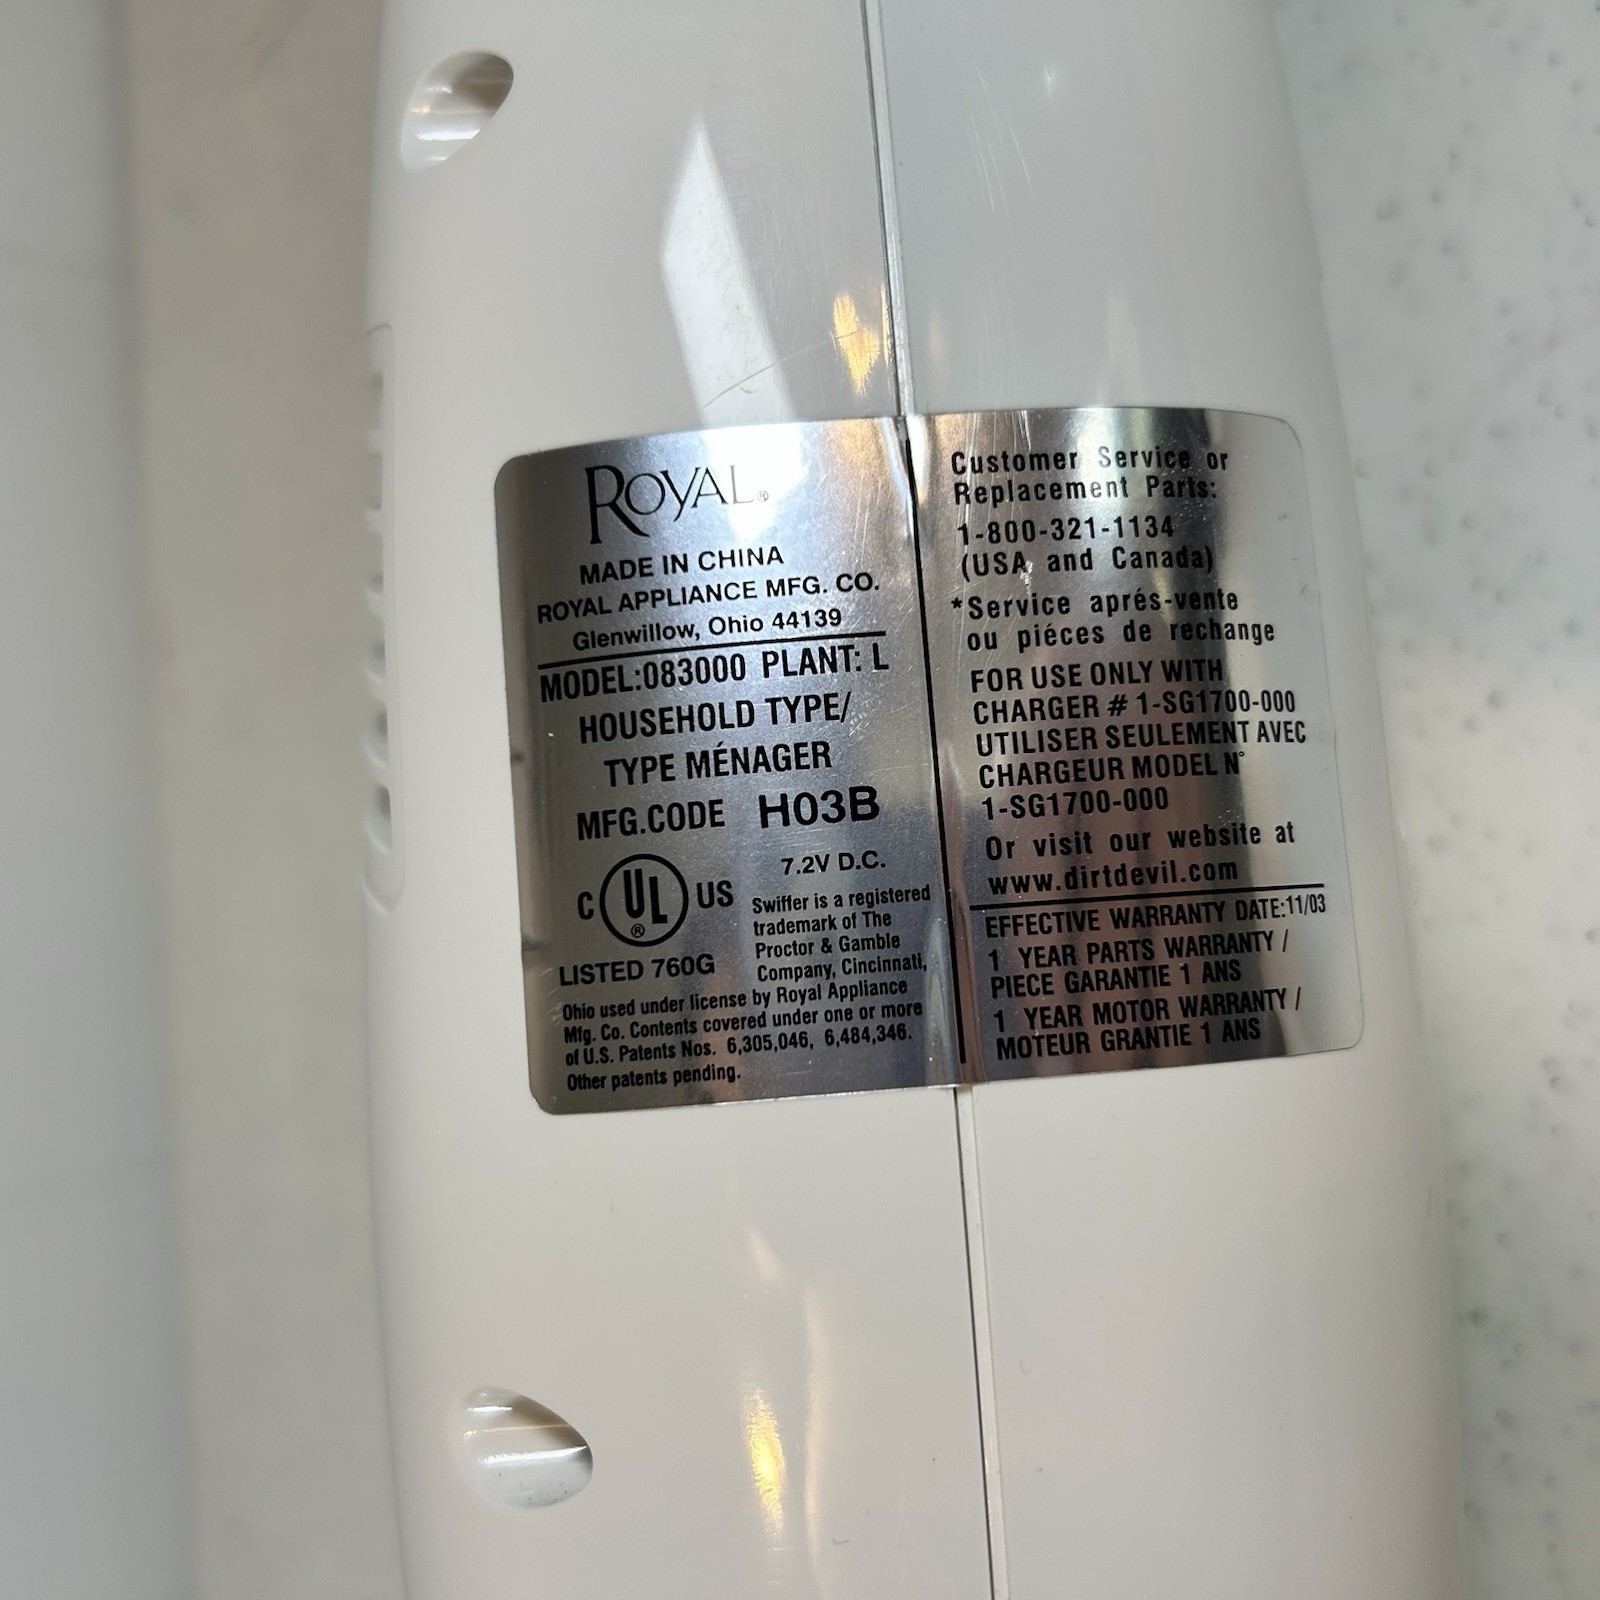 ROYAL®
MADE IN CHINA
ROYAL APPLIANCE MFG. CO.
Glenwillow, Ohio 44139
MODEL:083000 PLANT: L
HOUSEHOLD TYPE/
TYPE MÉNAGER
MFG.CODE H03B
7.2V D.C.
C UL® US
LISTED 760G
Swiffer is a registered
trademark of The
Proctor & Gamble
Company, Cincinnati,
Ohio used under license by Royal Appliance
Mfg. Co. Contents covered under one or more
of U.S. Patents Nos. 6,305,046, 6,484,346.
Other patents pending.
Customer Service or
Replacement Parts:
1-800-321-1134
(USA and Canada)
*Service aprés-vente
ou piéces de rechange
FOR USE ONLY WITH
CHARGER # 1-SG1700-000
UTILISER SEULEMENT AVEC
CHARGEUR MODEL N°
1-SG1700-000
Or visit our website at
www.dirtdevil.com
EFFECTIVE WARRANTY DATE:11/03
1 YEAR PARTS WARRANTY /
PIECE GARANTIE 1 ANS
1 YEAR MOTOR WARRANTY /
MOTEUR GRANTIE 1 ANS